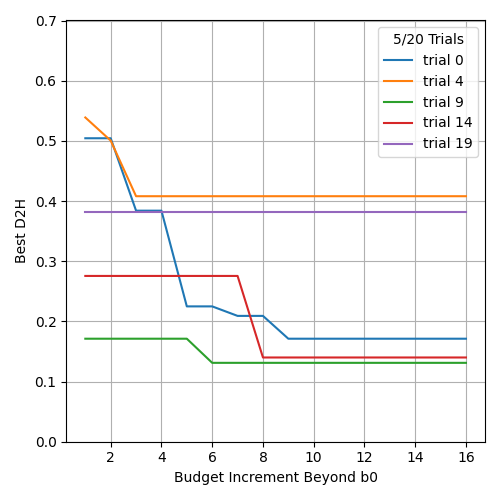 0.7
0.6
0.5
0.4
0.3
0.2
0.1
0.0
Best D2H
5/20 Trials
trial 0
trial 4
trial 9
trial 14
trial 19
2 4 6 8 10 12 14 16
Budget Increment Beyond b0